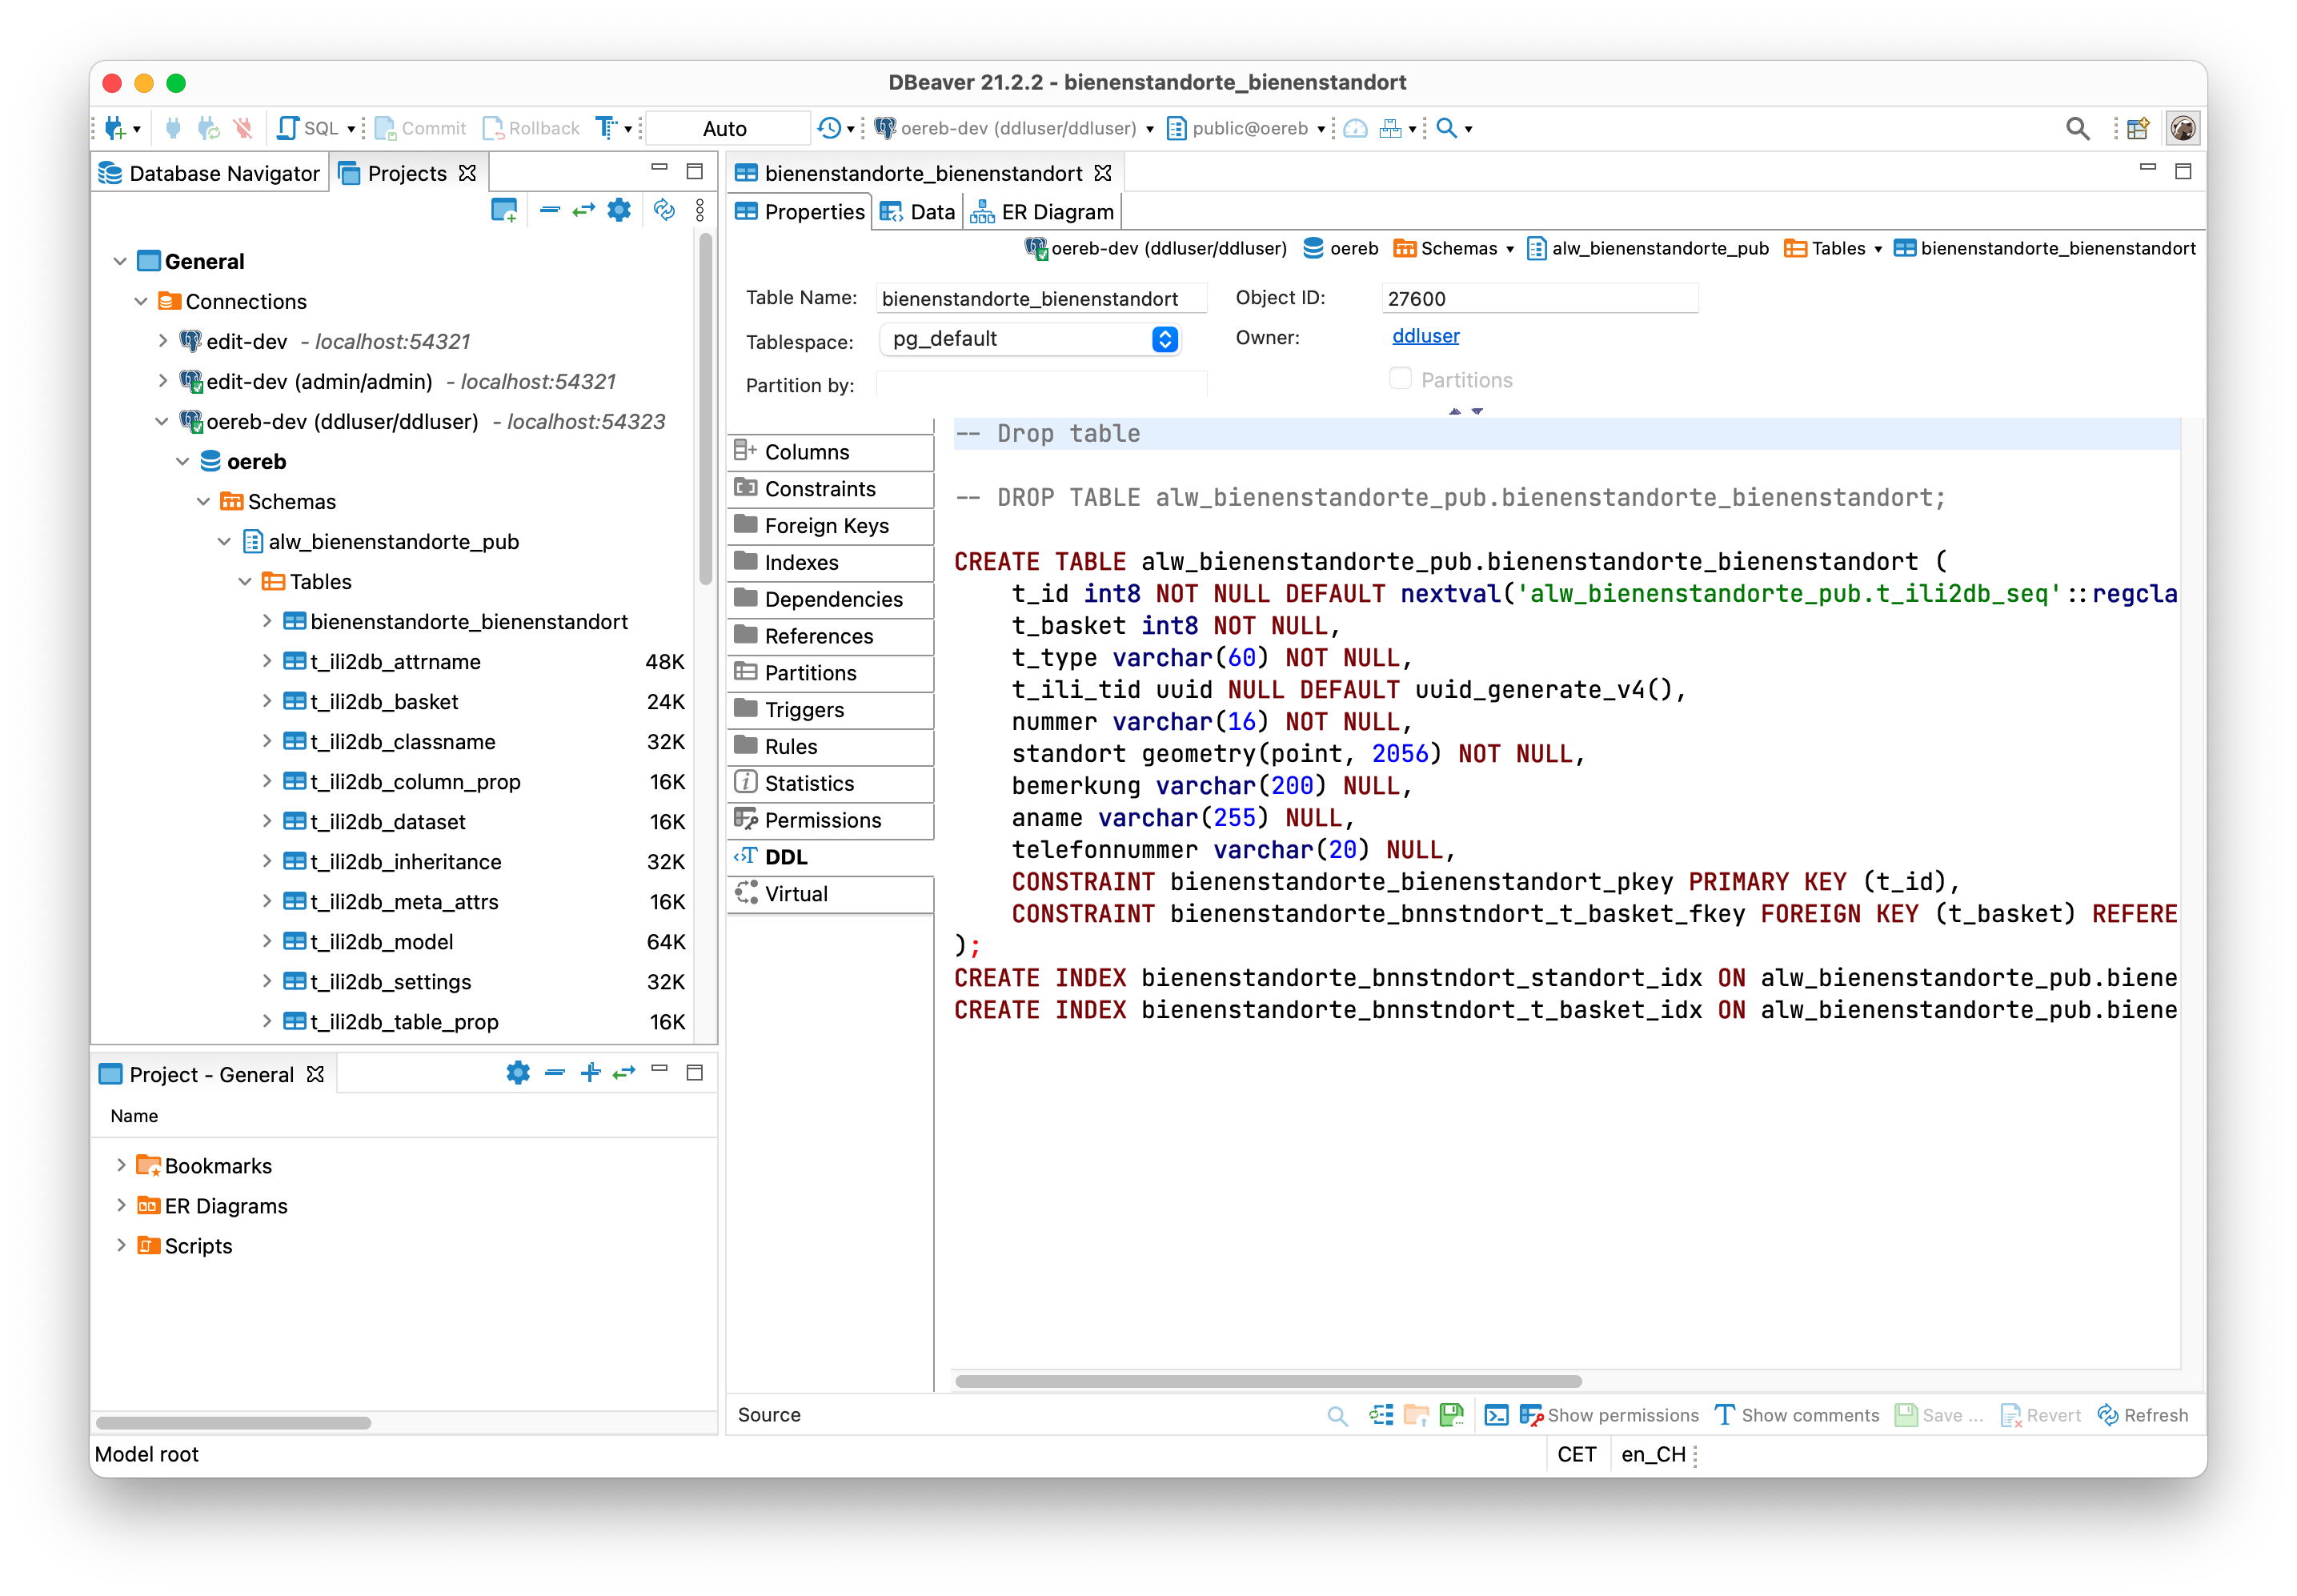 DBeaver 21.2.2 - bienenstandorte_bienenstandort
SQL Commit Rollback Auto oereb-dev (ddluser/ddluser) public@oereb
Database Navigator Projects
General
Connections
edit-dev - localhost:54321
edit-dev (admin/admin) - localhost:54321
oereb-dev (ddluser/ddluser) - localhost:54323
oereb
Schemas
alw_bienenstandorte_pub
Tables
bienenstandorte_bienenstandort
t_ili2db_attrname 48K
t_ili2db_basket 24K
t_ili2db_classname 32K
t_ili2db_column_prop 16K
t_ili2db_dataset 16K
t_ili2db_inheritance 32K
t_ili2db_meta_attrs 16K
t_ili2db_model 64K
t_ili2db_settings 32K
t_ili2db_table_prop 16K
Project - General
Name
Bookmarks
ER Diagrams
Scripts
bienenstandorte_bienenstandort
Properties Data ER Diagram
oereb-dev (ddluser/ddluser) oereb Schemas alw_bienenstandorte_pub Tables bienenstandorte_bienenstandort
Table Name: bienenstandorte_bienenstandort Object ID: 27600
Tablespace: pg_default Owner: ddluser
Partition by: Partitions
Columns
Constraints
Foreign Keys
Indexes
Dependencies
References
Partitions
Triggers
Rules
Statistics
Permissions
DDL
Virtual
-- Drop table
-- DROP TABLE alw_bienenstandorte_pub.bienenstandorte_bienenstandort;
CREATE TABLE alw_bienenstandorte_pub.bienenstandorte_bienenstandort (
t_id int8 NOT NULL DEFAULT nextval('alw_bienenstandorte_pub.t_ili2db_seq'::regcla
t_basket int8 NOT NULL,
t_type varchar(60) NOT NULL,
t_ili_tid uuid NULL DEFAULT uuid_generate_v4(),
nummer varchar(16) NOT NULL,
standort geometry(point, 2056) NOT NULL,
bemerkung varchar(200) NULL,
aname varchar(255) NULL,
telefonnummer varchar(20) NULL,
CONSTRAINT bienenstandorte_bienenstandort_pkey PRIMARY KEY (t_id),
CONSTRAINT bienenstandorte_bnnstndort_t_basket_fkey FOREIGN KEY (t_basket) REFERE
);
CREATE INDEX bienenstandorte_bnnstndort_standort_idx ON alw_bienenstandorte_pub.biene
CREATE INDEX bienenstandorte_bnnstndort_t_basket_idx ON alw_bienenstandorte_pub.biene
Source Show permissions Show comments Save ... Revert Refresh
Model root CET en_CH